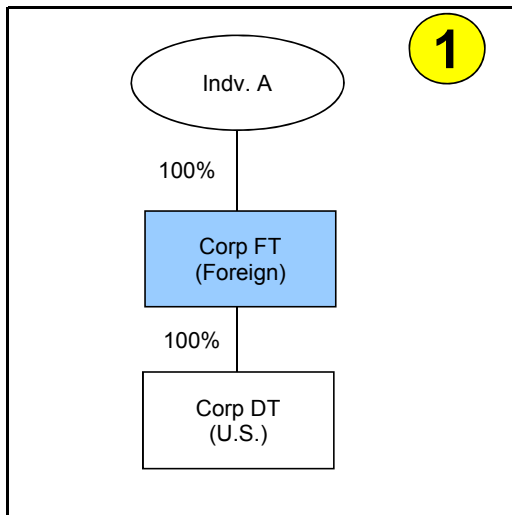 1
Indv. A
100%
Corp FT
(Foreign)
100%
Corp DT
(U.S.)